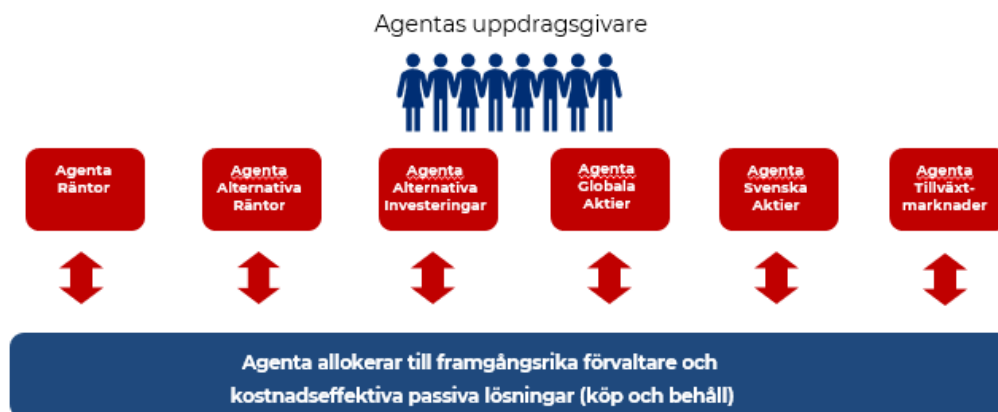 Agentas uppdragsgivare
Agenta
Räntor
Agenta
Alternativa
Räntor
Agenta
Alternativa
Investeringar
Agenta
Globala
Aktier
Agenta
Svenska
Aktier
Agenta
Tillväxt-
marknader
Agenta allokerar till framgångsrika förvaltare och
kostnadseffektiva passiva lösningar (köp och behåll)